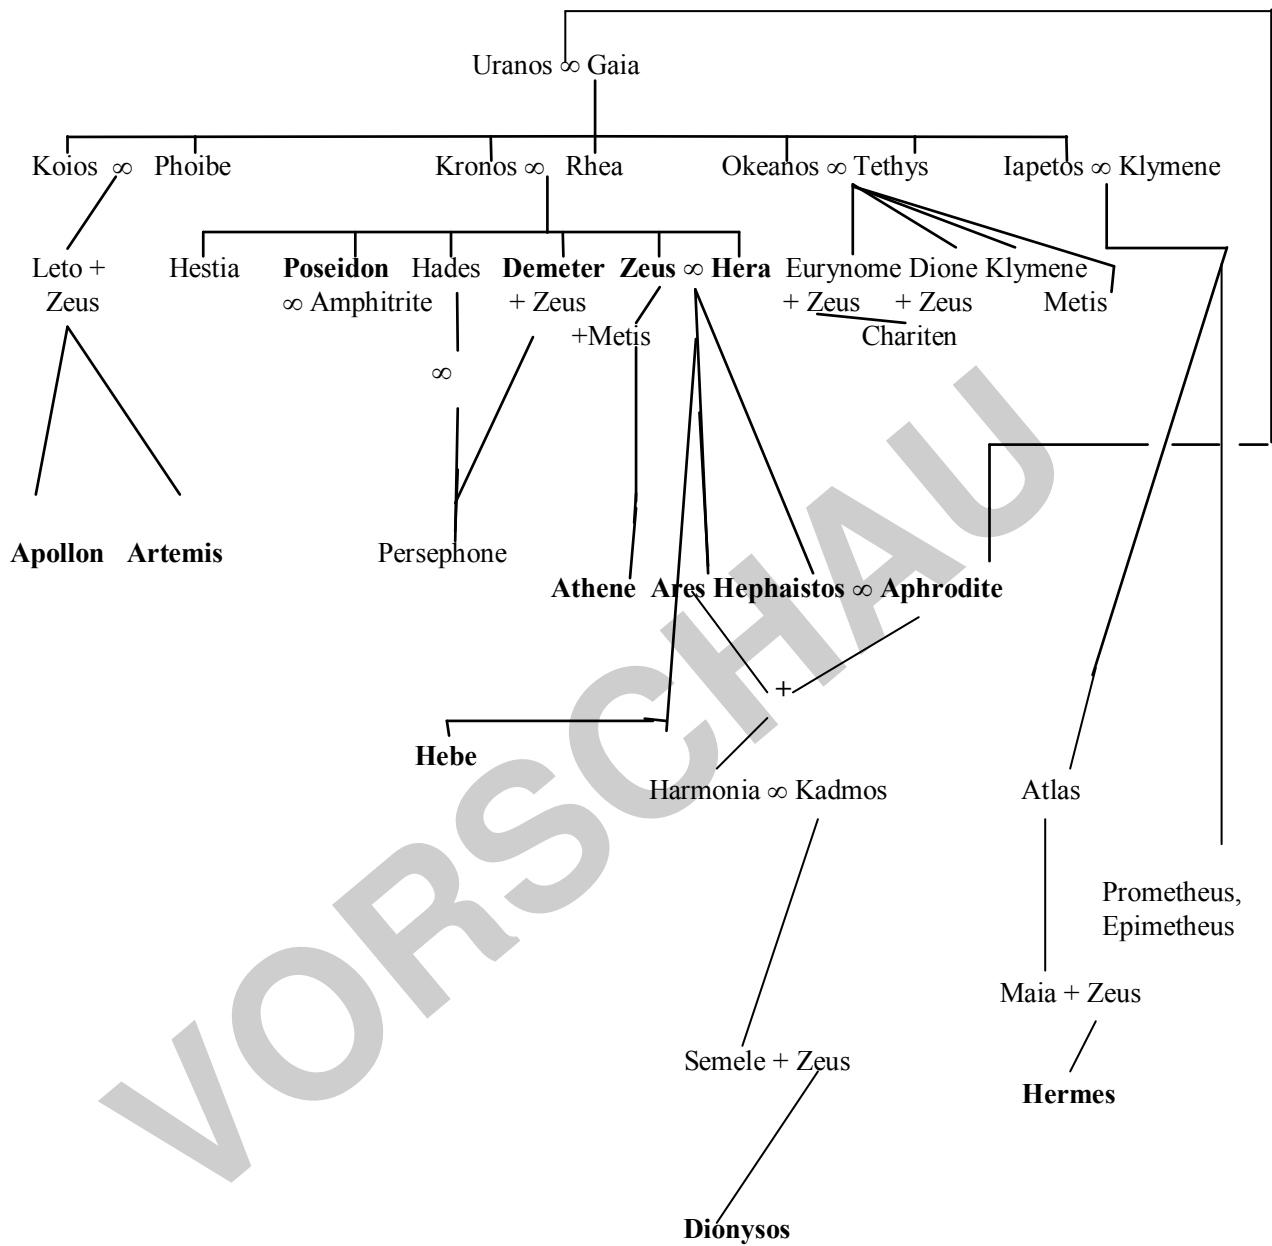 Uranos ∞ Gaia
Koios ∞ Phoibe Kronos ∞ Rhea Okeanos ∞ Tethys Iapetos ∞ Klymene
Leto + Hestia Poseidon Hades Demeter Zeus ∞ Hera Eurynome Dione Klymene
Zeus ∞ Amphitrite + Zeus + Zeus + Zeus Metis
+Metis Chariten
∞
Apollon Artemis Persephone
Athene Ares Hephaistos ∞ Aphrodite
+
Hebe
Harmonia ∞ Kadmos Atlas
Prometheus,
Epimetheus
Maia + Zeus
Semele + Zeus
Hermes
Dionysos
VORSCHAU